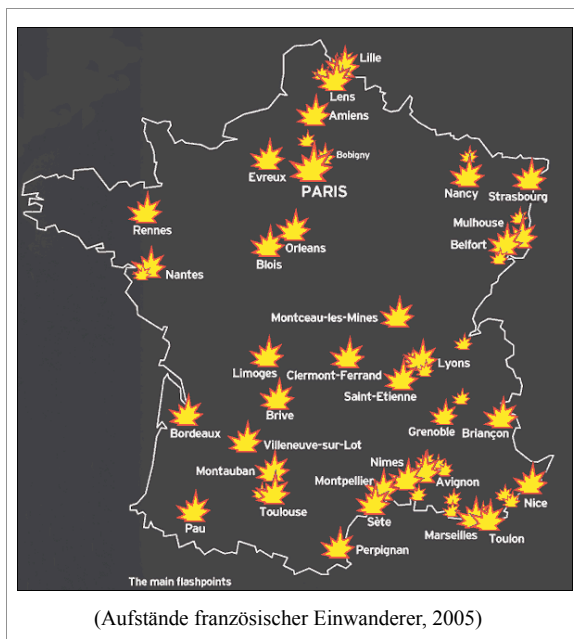 Lille
Lens
Amiens
Bobigny
Evreux
PARIS
Nancy
Strasbourg
Rennes
Mulhouse
Orleans
Belfort
Blois
Nantes
Montceau-les-Mines
Limoges
Clermont-Ferrand
Lyons
Saint-Etienne
Brive
Bordeaux
Grenoble
Briançon
Villeneuve-sur-Lot
Nimes
Montauban
Montpellier
Avignon
Nice
Toulouse
Sète
Pau
Marseilles
Toulon
Perpignan
The main flashpoints
(Aufstände französischer Einwanderer, 2005)